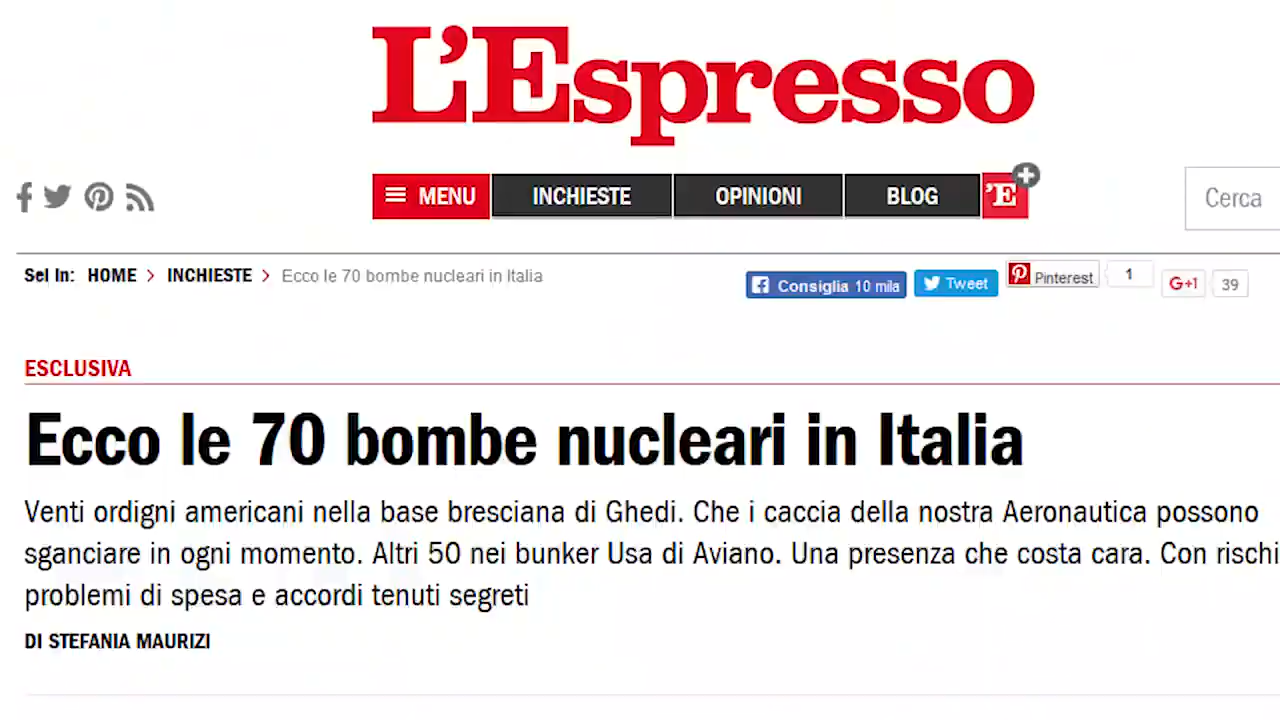 L'Espresso
MENU INCHIESTE OPINIONI BLOG 'E
Cerca
Sei In: HOME > INCHIESTE > Ecco le 70 bombe nucleari in Italia
Consiglia 10 mila Tweet Pinterest 1 G+1 39
ESCLUSIVA
Ecco le 70 bombe nucleari in Italia
Venti ordigni americani nella base bresciana di Ghedi. Che i caccia della nostra Aeronautica possono
sganciare in ogni momento. Altri 50 nei bunker Usa di Aviano. Una presenza che costa cara. Con rischi
problemi di spesa e accordi tenuti segreti
DI STEFANIA MAURIZI